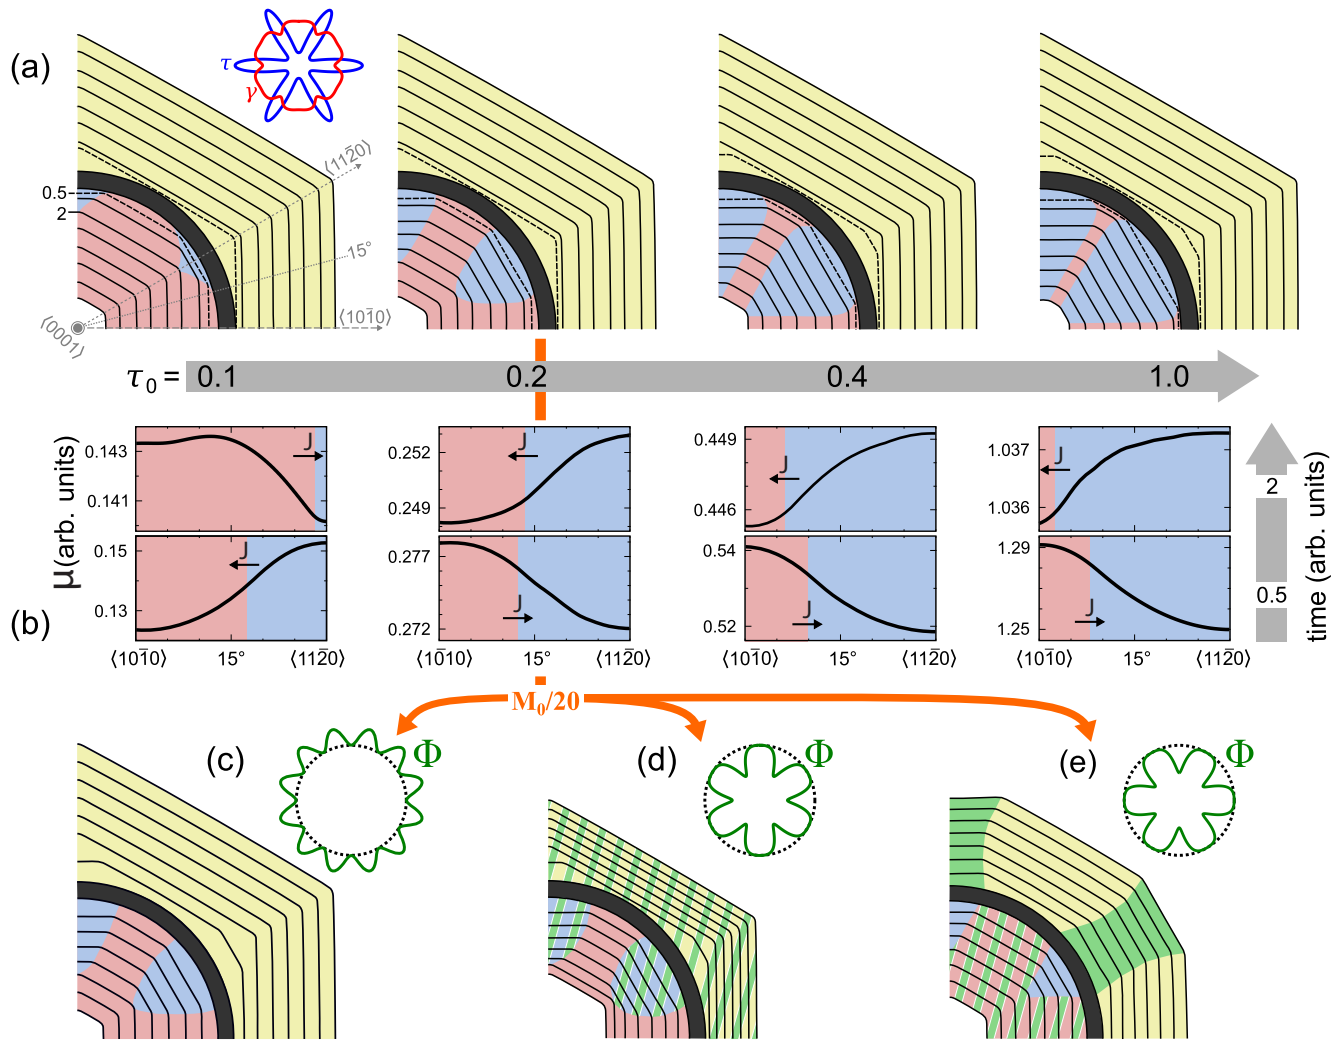 (a)
τ
γ
⟨112̄0⟩
0.5
2
15°
⟨0001⟩
⟨101̄0⟩
τ₀ = 0.1 0.2 0.4 1.0
μ(arb. units)
0.143
0.141
J
0.252
0.249
J
0.449
0.446
J
1.037
1.036
J
2
0.15
0.13
J
0.277
0.272
J
0.54
0.52
J
1.29
1.25
J
0.5
time (arb. units)
(b)
⟨101̄0⟩ 15° ⟨112̄0⟩
⟨101̄0⟩ 15° ⟨112̄0⟩
⟨101̄0⟩ 15° ⟨112̄0⟩
⟨101̄0⟩ 15° ⟨112̄0⟩
M₀/20
(c) Φ
(d) Φ
(e) Φ